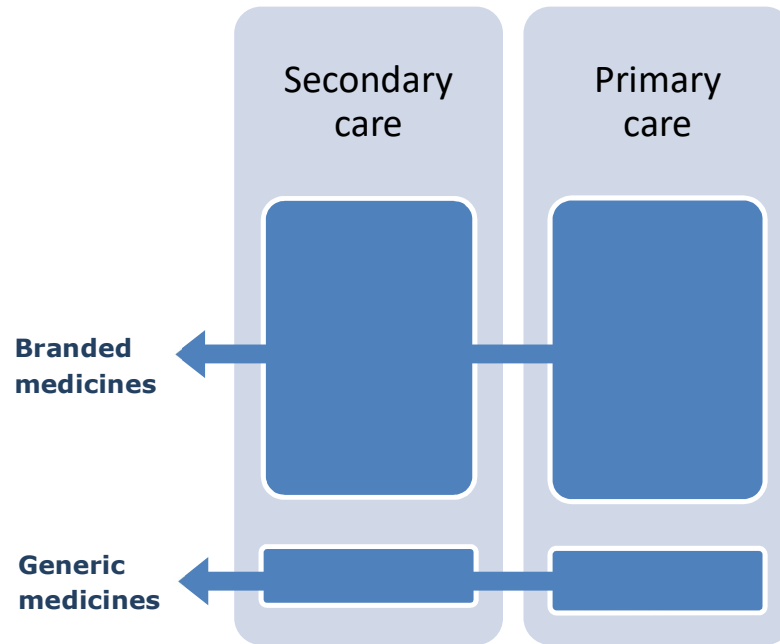 Secondary
care
Primary
care
Branded
medicines
Generic
medicines